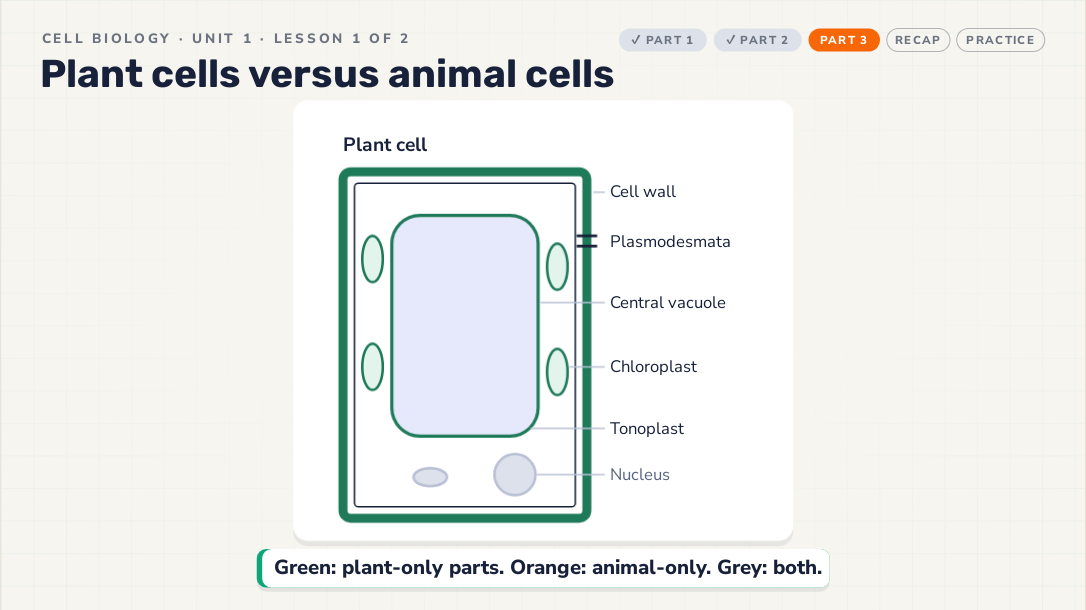 CELL BIOLOGY · UNIT 1 · LESSON 1 OF 2
✓ PART 1
✓ PART 2
PART 3
RECAP
PRACTICE
Plant cells versus animal cells
Plant cell
Cell wall
Plasmodesmata
Central vacuole
Chloroplast
Tonoplast
Nucleus
Green: plant-only parts. Orange: animal-only. Grey: both.